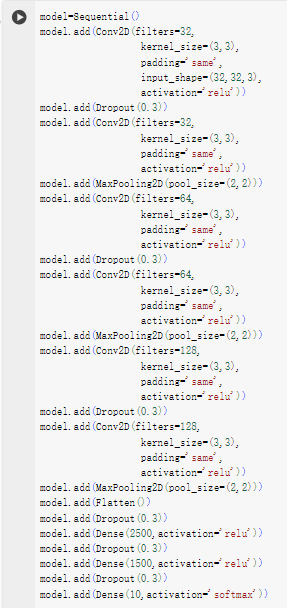 model=Sequential()
model.add(Conv2D(filters=32,
kernel_size=(3,3),
padding='same',
input_shape=(32,32,3),
activation='relu'))
model.add(Dropout(0.3))
model.add(Conv2D(filters=32,
kernel_size=(3,3),
padding='same',
activation='relu'))
model.add(MaxPooling2D(pool_size=(2,2)))
model.add(Conv2D(filters=64,
kernel_size=(3,3),
padding='same',
activation='relu'))
model.add(Dropout(0.3))
model.add(Conv2D(filters=64,
kernel_size=(3,3),
padding='same',
activation='relu'))
model.add(MaxPooling2D(pool_size=(2,2)))
model.add(Conv2D(filters=128,
kernel_size=(3,3),
padding='same',
activation='relu'))
model.add(Dropout(0.3))
model.add(Conv2D(filters=128,
kernel_size=(3,3),
padding='same',
activation='relu'))
model.add(MaxPooling2D(pool_size=(2,2)))
model.add(Flatten())
model.add(Dropout(0.3))
model.add(Dense(2500,activation='relu'))
model.add(Dropout(0.3))
model.add(Dense(1500,activation='relu'))
model.add(Dropout(0.3))
model.add(Dense(10,activation='softmax'))